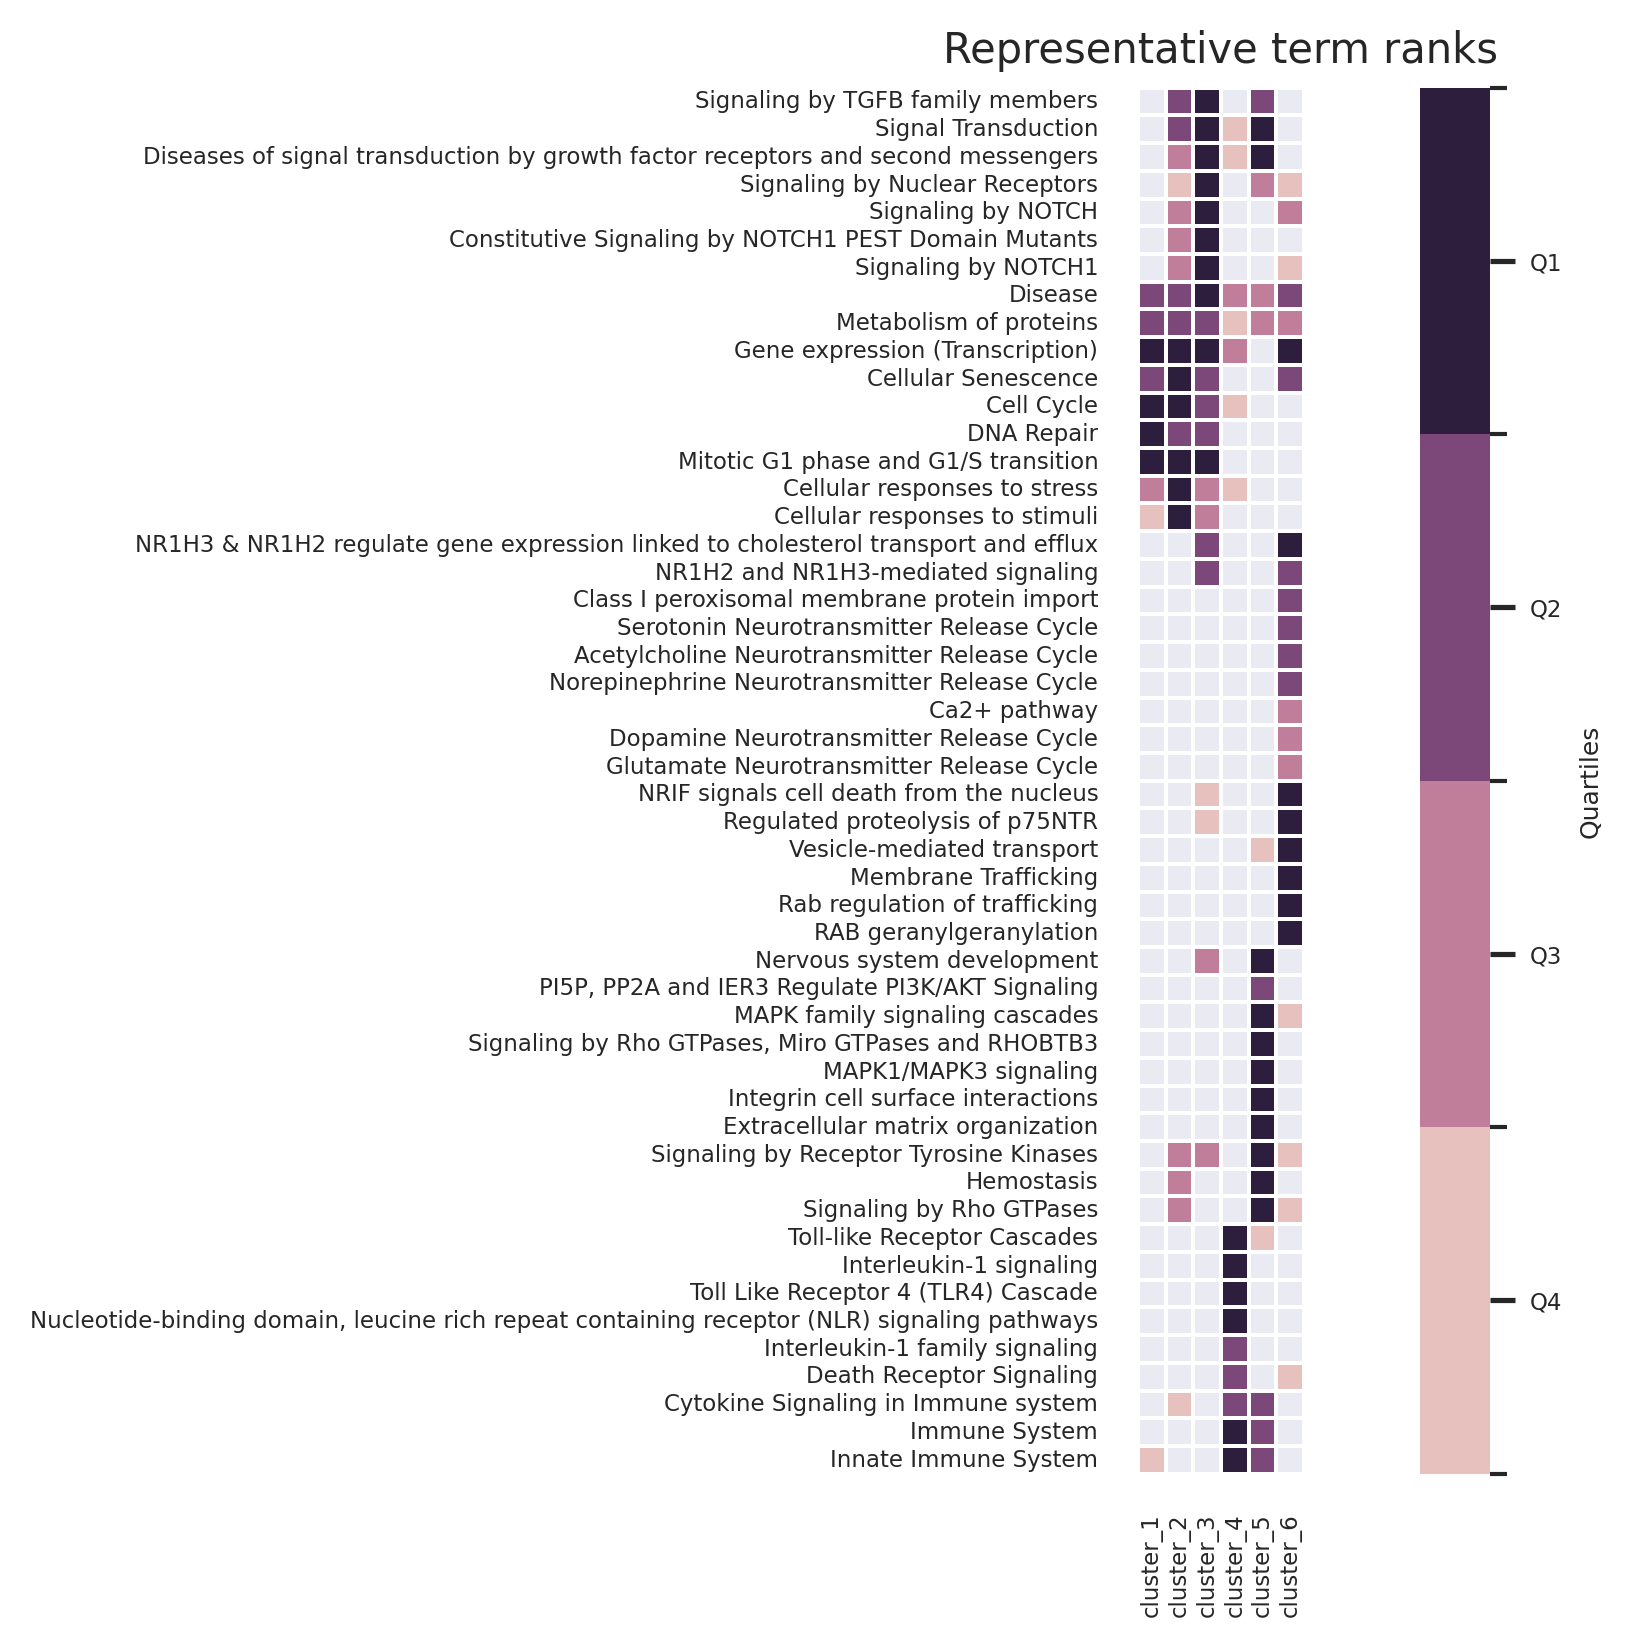 Representative term ranks
Signaling by TGFB family members
Signal Transduction
Diseases of signal transduction by growth factor receptors and second messengers
Signaling by Nuclear Receptors
Signaling by NOTCH
Constitutive Signaling by NOTCH1 PEST Domain Mutants
Signaling by NOTCH1
Disease
Metabolism of proteins
Gene expression (Transcription)
Cellular Senescence
Cell Cycle
DNA Repair
Mitotic G1 phase and G1/S transition
Cellular responses to stress
Cellular responses to stimuli
NR1H3 & NR1H2 regulate gene expression linked to cholesterol transport and efflux
NR1H2 and NR1H3-mediated signaling
Class I peroxisomal membrane protein import
Serotonin Neurotransmitter Release Cycle
Acetylcholine Neurotransmitter Release Cycle
Norepinephrine Neurotransmitter Release Cycle
Ca2+ pathway
Dopamine Neurotransmitter Release Cycle
Glutamate Neurotransmitter Release Cycle
NRIF signals cell death from the nucleus
Regulated proteolysis of p75NTR
Vesicle-mediated transport
Membrane Trafficking
Rab regulation of trafficking
RAB geranylgeranylation
Nervous system development
PI5P, PP2A and IER3 Regulate PI3K/AKT Signaling
MAPK family signaling cascades
Signaling by Rho GTPases, Miro GTPases and RHOBTB3
MAPK1/MAPK3 signaling
Integrin cell surface interactions
Extracellular matrix organization
Signaling by Receptor Tyrosine Kinases
Hemostasis
Signaling by Rho GTPases
Toll-like Receptor Cascades
Interleukin-1 signaling
Toll Like Receptor 4 (TLR4) Cascade
Nucleotide-binding domain, leucine rich repeat containing receptor (NLR) signaling pathways
Interleukin-1 family signaling
Death Receptor Signaling
Cytokine Signaling in Immune system
Immune System
Innate Immune System
cluster_1
cluster_2
cluster_3
cluster_4
cluster_5
cluster_6
Q1
Q2
Q3
Q4
Quartiles